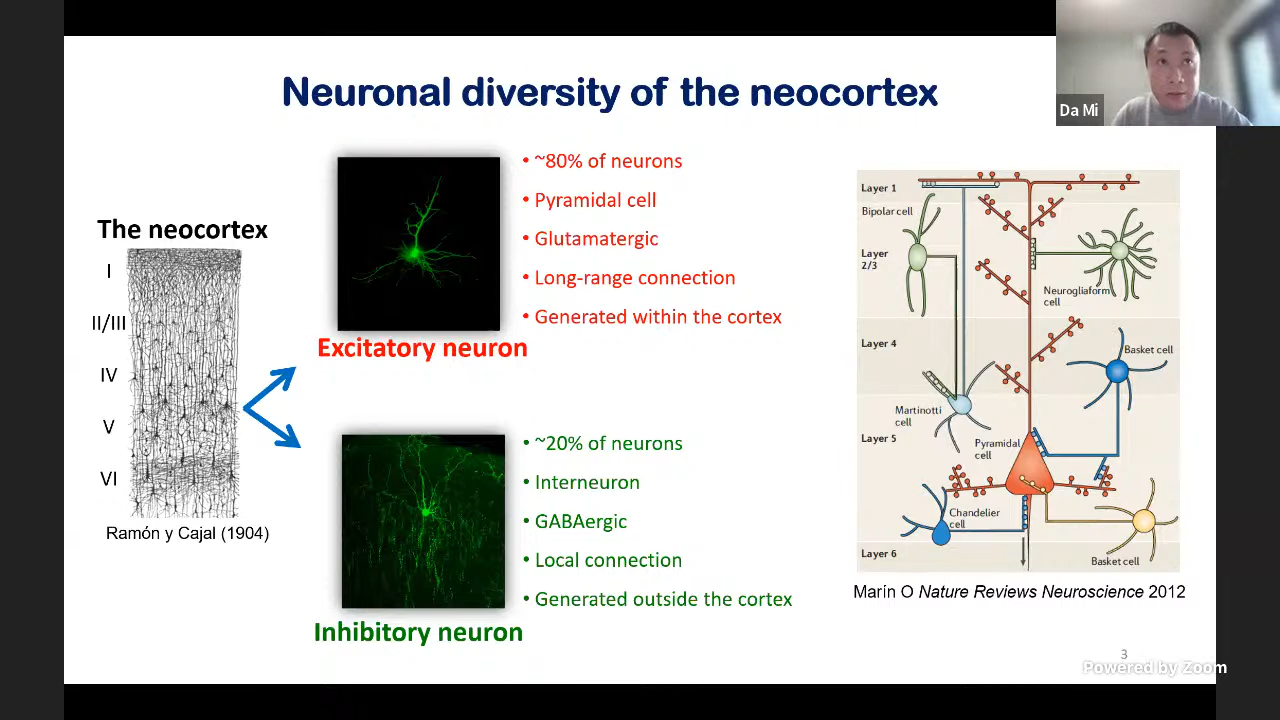 Neuronal diversity of the neocortex
Da Mi
The neocortex
I
II/III
IV
V
VI
Ramón y Cajal (1904)
• ~80% of neurons
• Pyramidal cell
• Glutamatergic
• Long-range connection
• Generated within the cortex
Excitatory neuron
• ~20% of neurons
• Interneuron
• GABAergic
• Local connection
• Generated outside the cortex
Inhibitory neuron
Layer 1
Bipolar cell
Layer
2/3
Neurogliaform
cell
Layer 4
Basket cell
Martinotti
cell
Layer 5
Pyramidal
cell
Chandelier
cell
Layer 6
Basket cell
Marín O Nature Reviews Neuroscience 2012
3
Powered by Zoom